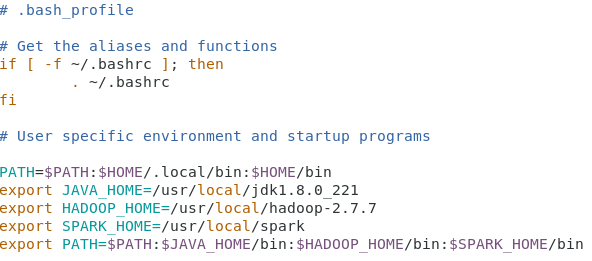 # .bash_profile

# Get the aliases and functions
if [ -f ~/.bashrc ]; then
        . ~/.bashrc
fi

# User specific environment and startup programs

PATH=$PATH:$HOME/.local/bin:$HOME/bin
export JAVA_HOME=/usr/local/jdk1.8.0_221
export HADOOP_HOME=/usr/local/hadoop-2.7.7
export SPARK_HOME=/usr/local/spark
export PATH=$PATH:$JAVA_HOME/bin:$HADOOP_HOME/bin:$SPARK_HOME/bin